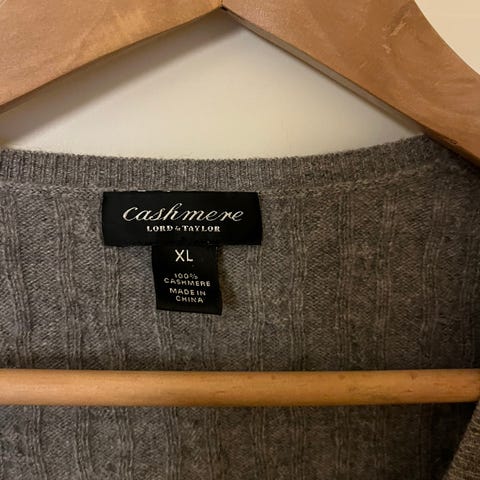 cashmere
LORD & TAYLOR
XL
100%
CASHMERE
MADE IN
CHINA